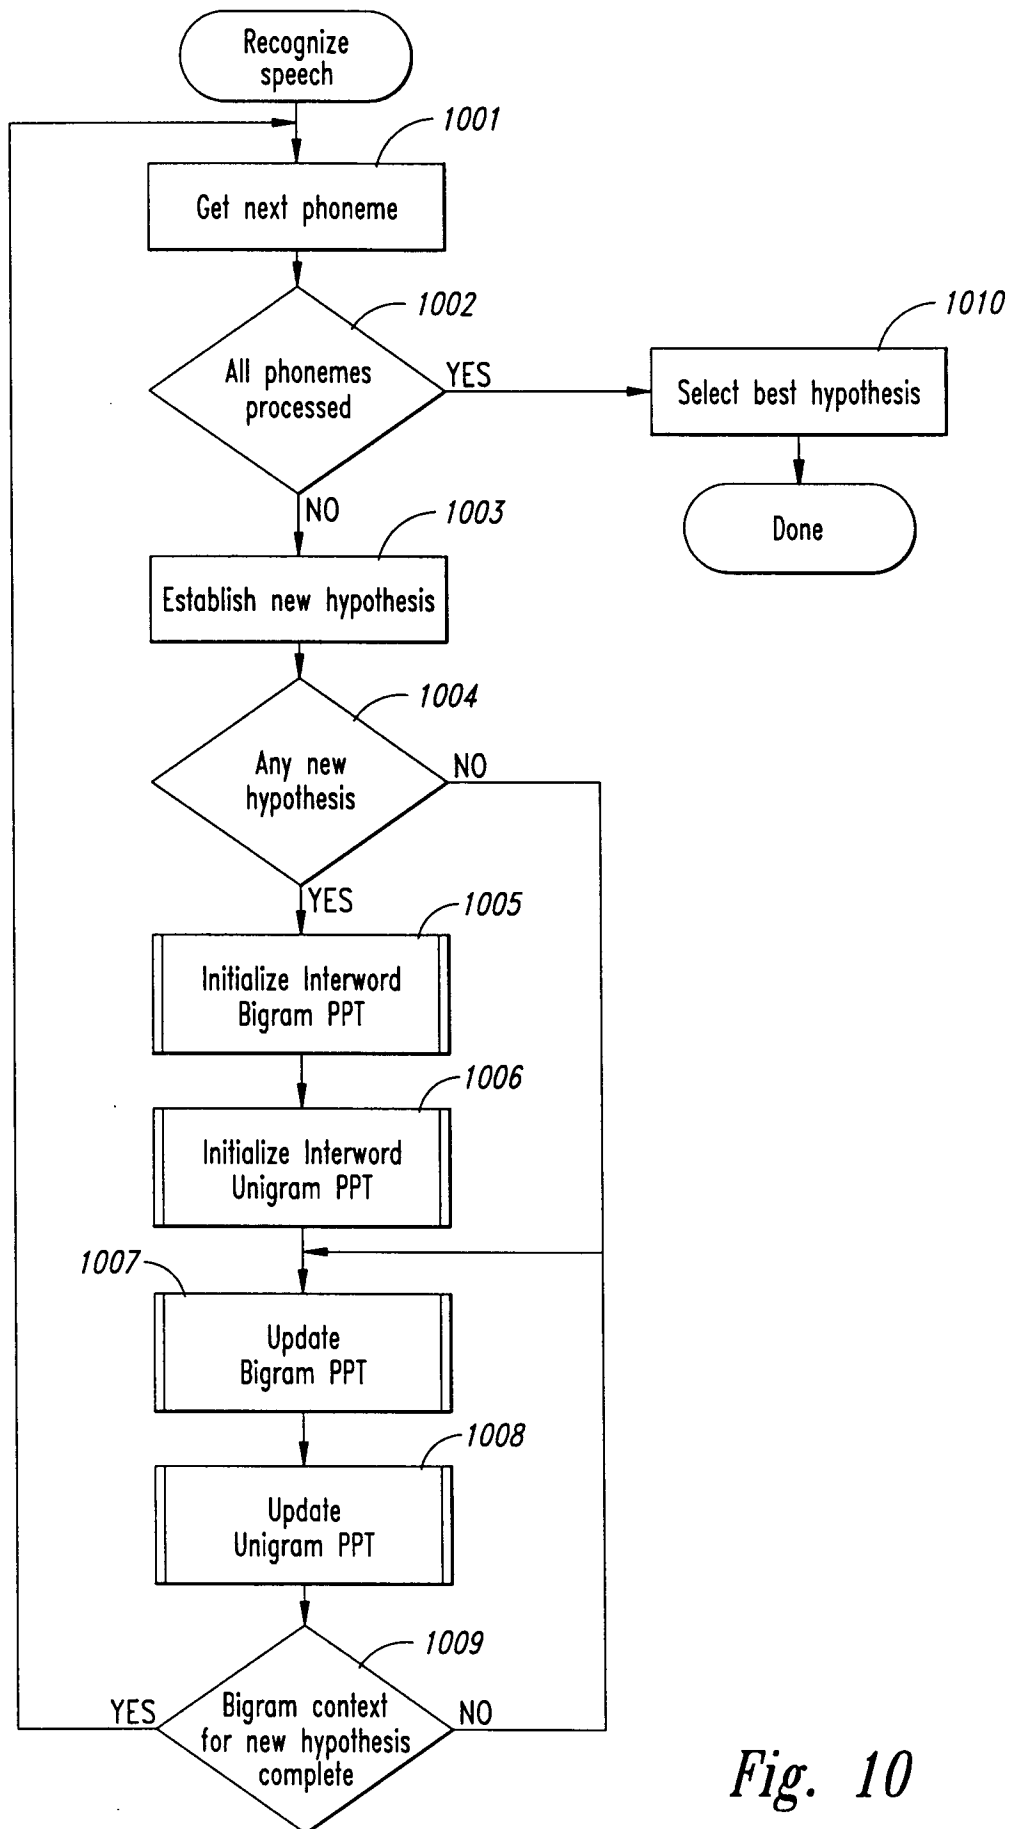 Recognize
speech
1001
Get next phoneme
1002
All phonemes
processed
YES
1010
Select best hypothesis
Done
NO
1003
Establish new hypothesis
1004
Any new
hypothesis
NO
YES
1005
Initialize Interword
Bigram PPT
1006
Initialize Interword
Unigram PPT
1007
Update
Bigram PPT
1008
Update
Unigram PPT
1009
YES
Bigram context
for new hypothesis
complete
NO
Fig. 10